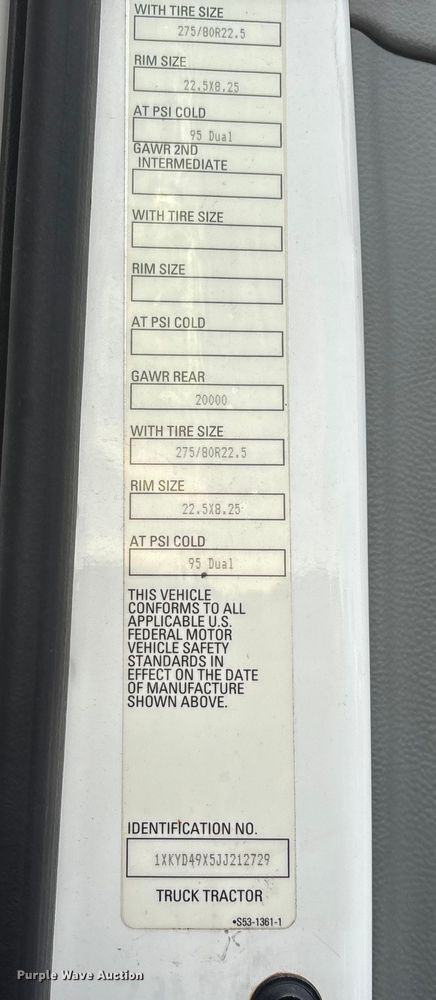 WITH TIRE SIZE
275/80R22.5
RIM SIZE
22.5X8.25
AT PSI COLD
95 Dual
GAWR 2ND
INTERMEDIATE
WITH TIRE SIZE
RIM SIZE
AT PSI COLD
GAWR REAR
20000
WITH TIRE SIZE
275/80R22.5
RIM SIZE
22.5X8.25
AT PSI COLD
95 Dual
THIS VEHICLE
CONFORMS TO ALL
APPLICABLE U.S.
FEDERAL MOTOR
VEHICLE SAFETY
STANDARDS IN
EFFECT ON THE DATE
OF MANUFACTURE
SHOWN ABOVE.
IDENTIFICATION NO.
1XKYD49X5JJ212729
TRUCK TRACTOR
•S53-1361-1
Purple Wave Auction